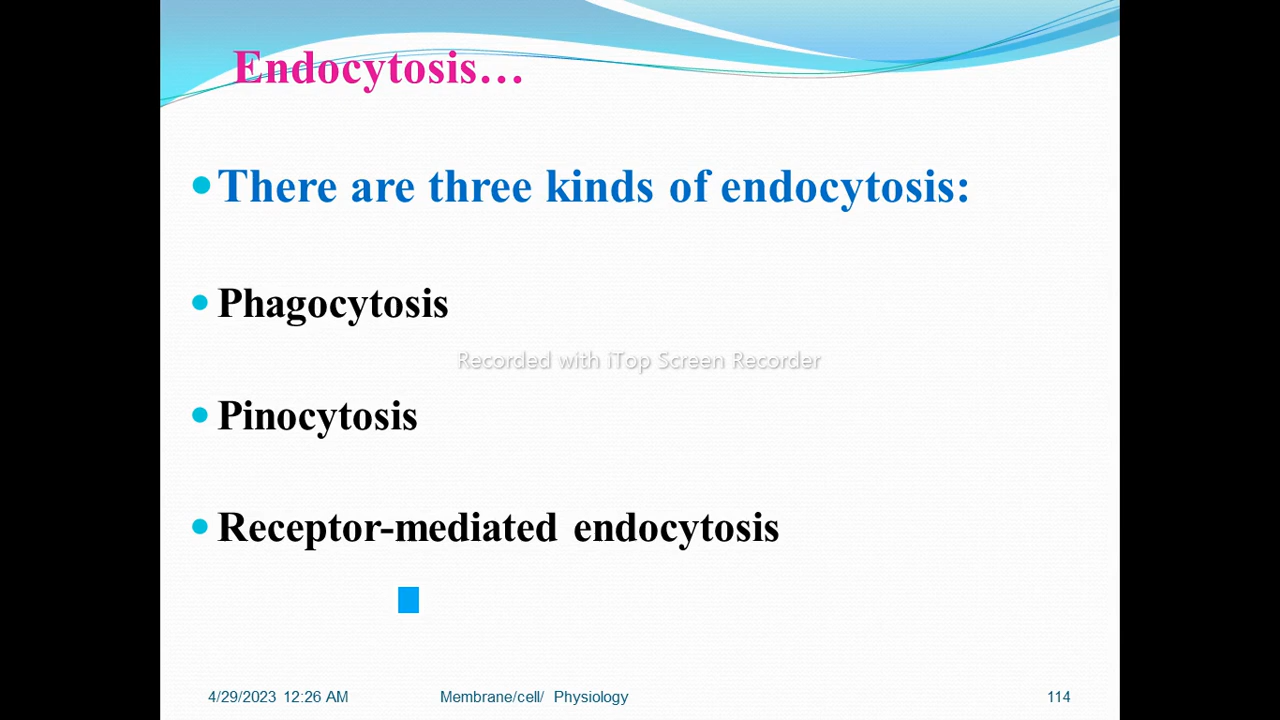 Endocytosis…
There are three kinds of endocytosis:
Phagocytosis
Recorded with iTop Screen Recorder
Pinocytosis
Receptor-mediated endocytosis
4/29/2023 12:26 AM Membrane/cell/ Physiology 114